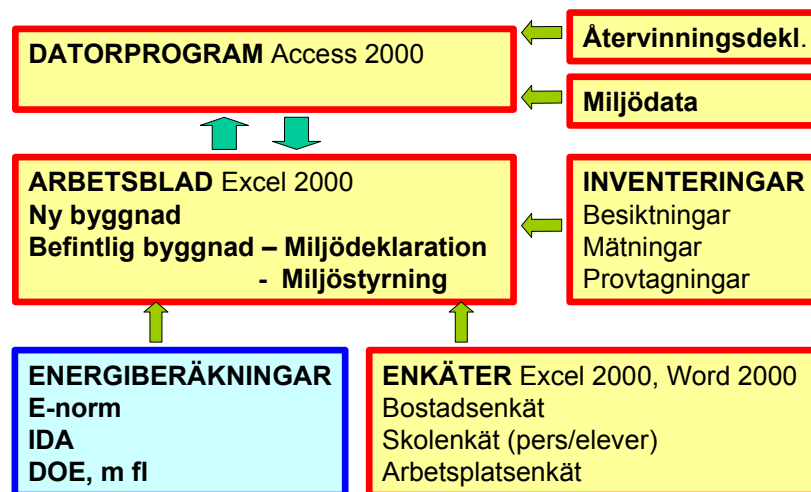 DATORPROGRAM Access 2000
Återvinningsdekl.
Miljödata
ARBETSBLAD Excel 2000
Ny byggnad
Befintlig byggnad – Miljödeklaration
- Miljöstyrning
INVENTERINGAR
Besiktningar
Mätningar
Provtagningar
ENERGIBERÄKNINGAR
E-norm
IDA
DOE, m fl
ENKÄTER Excel 2000, Word 2000
Bostadsenkät
Skolenkät (pers/elever)
Arbetsplatsenkät